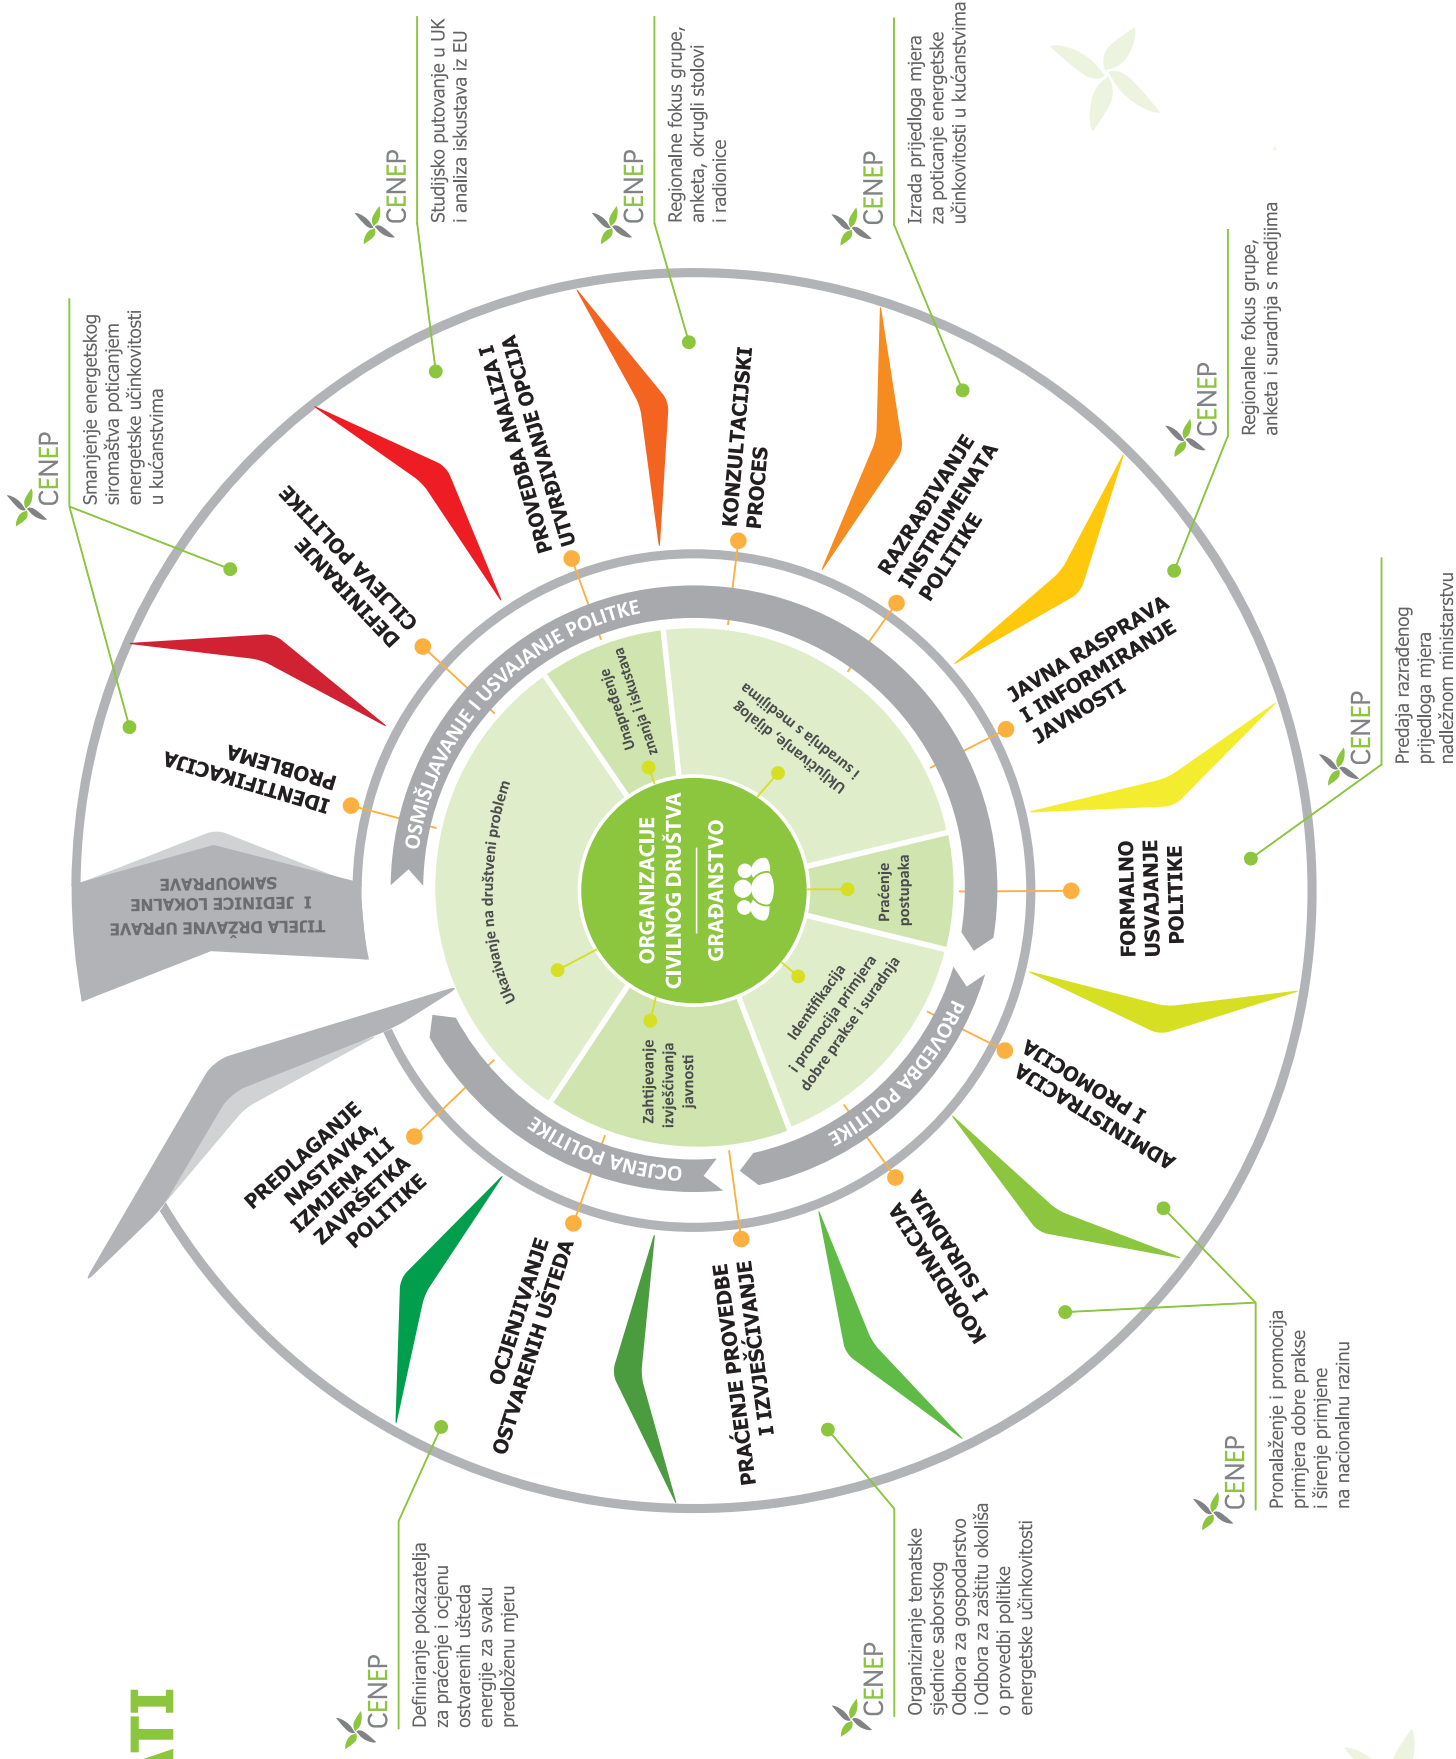 ATI
CENEP
Smanjenje energetskog
siromaštva poticanjem
energetske učinkovitosti
u kućanstvima
CENEP
Studijsko putovanje u UK
i analiza iskustava iz EU
CENEP
Regionalne fokus grupe,
anketa, okrugli stolovi
i radionice
CENEP
Izrada prijedloga mjera
za poticanje energetske
učinkovitosti u kućanstvima
CENEP
Regionalne fokus grupe,
anketa i suradnja s medijima
CENEP
Predaja razrađenog
prijedloga mjera
nadležnom ministarstvu
CENEP
Pronalaženje i promocija
primjera dobre prakse
i širenje primjene
na nacionalnu razinu
CENEP
Organiziranje tematske
sjednice saborskog
Odbora za gospodarstvo
i Odbora za zaštitu okoliša
o provedbi politike
energetske učinkovitosti
CENEP
Definiranje pokazatelja
za praćenje i ocjenu
ostvarenih ušteda
energije za svaku
predloženu mjeru
TIJELA DRŽAVNE UPRAVE
I JEDINICE LOKALNE
SAMOUPRAVE
IDENTIFIKACIJA
PROBLEMA
DEFINIRANJE
CILJEVA POLITIKE
PROVEDBA ANALIZA I
UTVRĐIVANJE OPCIJA
KONZULTACIJSKI
PROCES
RAZRAĐIVANJE
INSTRUMENATA
POLITIKE
JAVNA RASPRAVA
I INFORMIRANJE
JAVNOSTI
FORMALNO
USVAJANJE
POLITIKE
ADMINISTRACIJA
I PROMOCIJA
KOORDINACIJA
I SURADNJA
PRAĆENJE PROVEDBE
I IZVJEŠĆIVANJE
OCJENJIVANJE
OSTVARENIH UŠTEDA
PREDLAGANJE
NASTAVKA,
IZMJENA ILI
ZAVRŠETKA
POLITIKE
OSMIŠLJAVANJE I USVAJANJE POLITKE
PROVEDBA POLITIKE
OCJENA POLITIKE
Ukazivanje na društveni problem
Unapređenje
znanja i iskustava
Uključivanje, dijalog
i suradnja s medijima
Praćenje
postupaka
Identifikacija
i promocija primjera
dobre prakse i suradnja
Zahtijevanje
izvješćivanja
javnosti
ORGANIZACIJE
CIVILNOG DRUŠTVA
GRAĐANSTVO